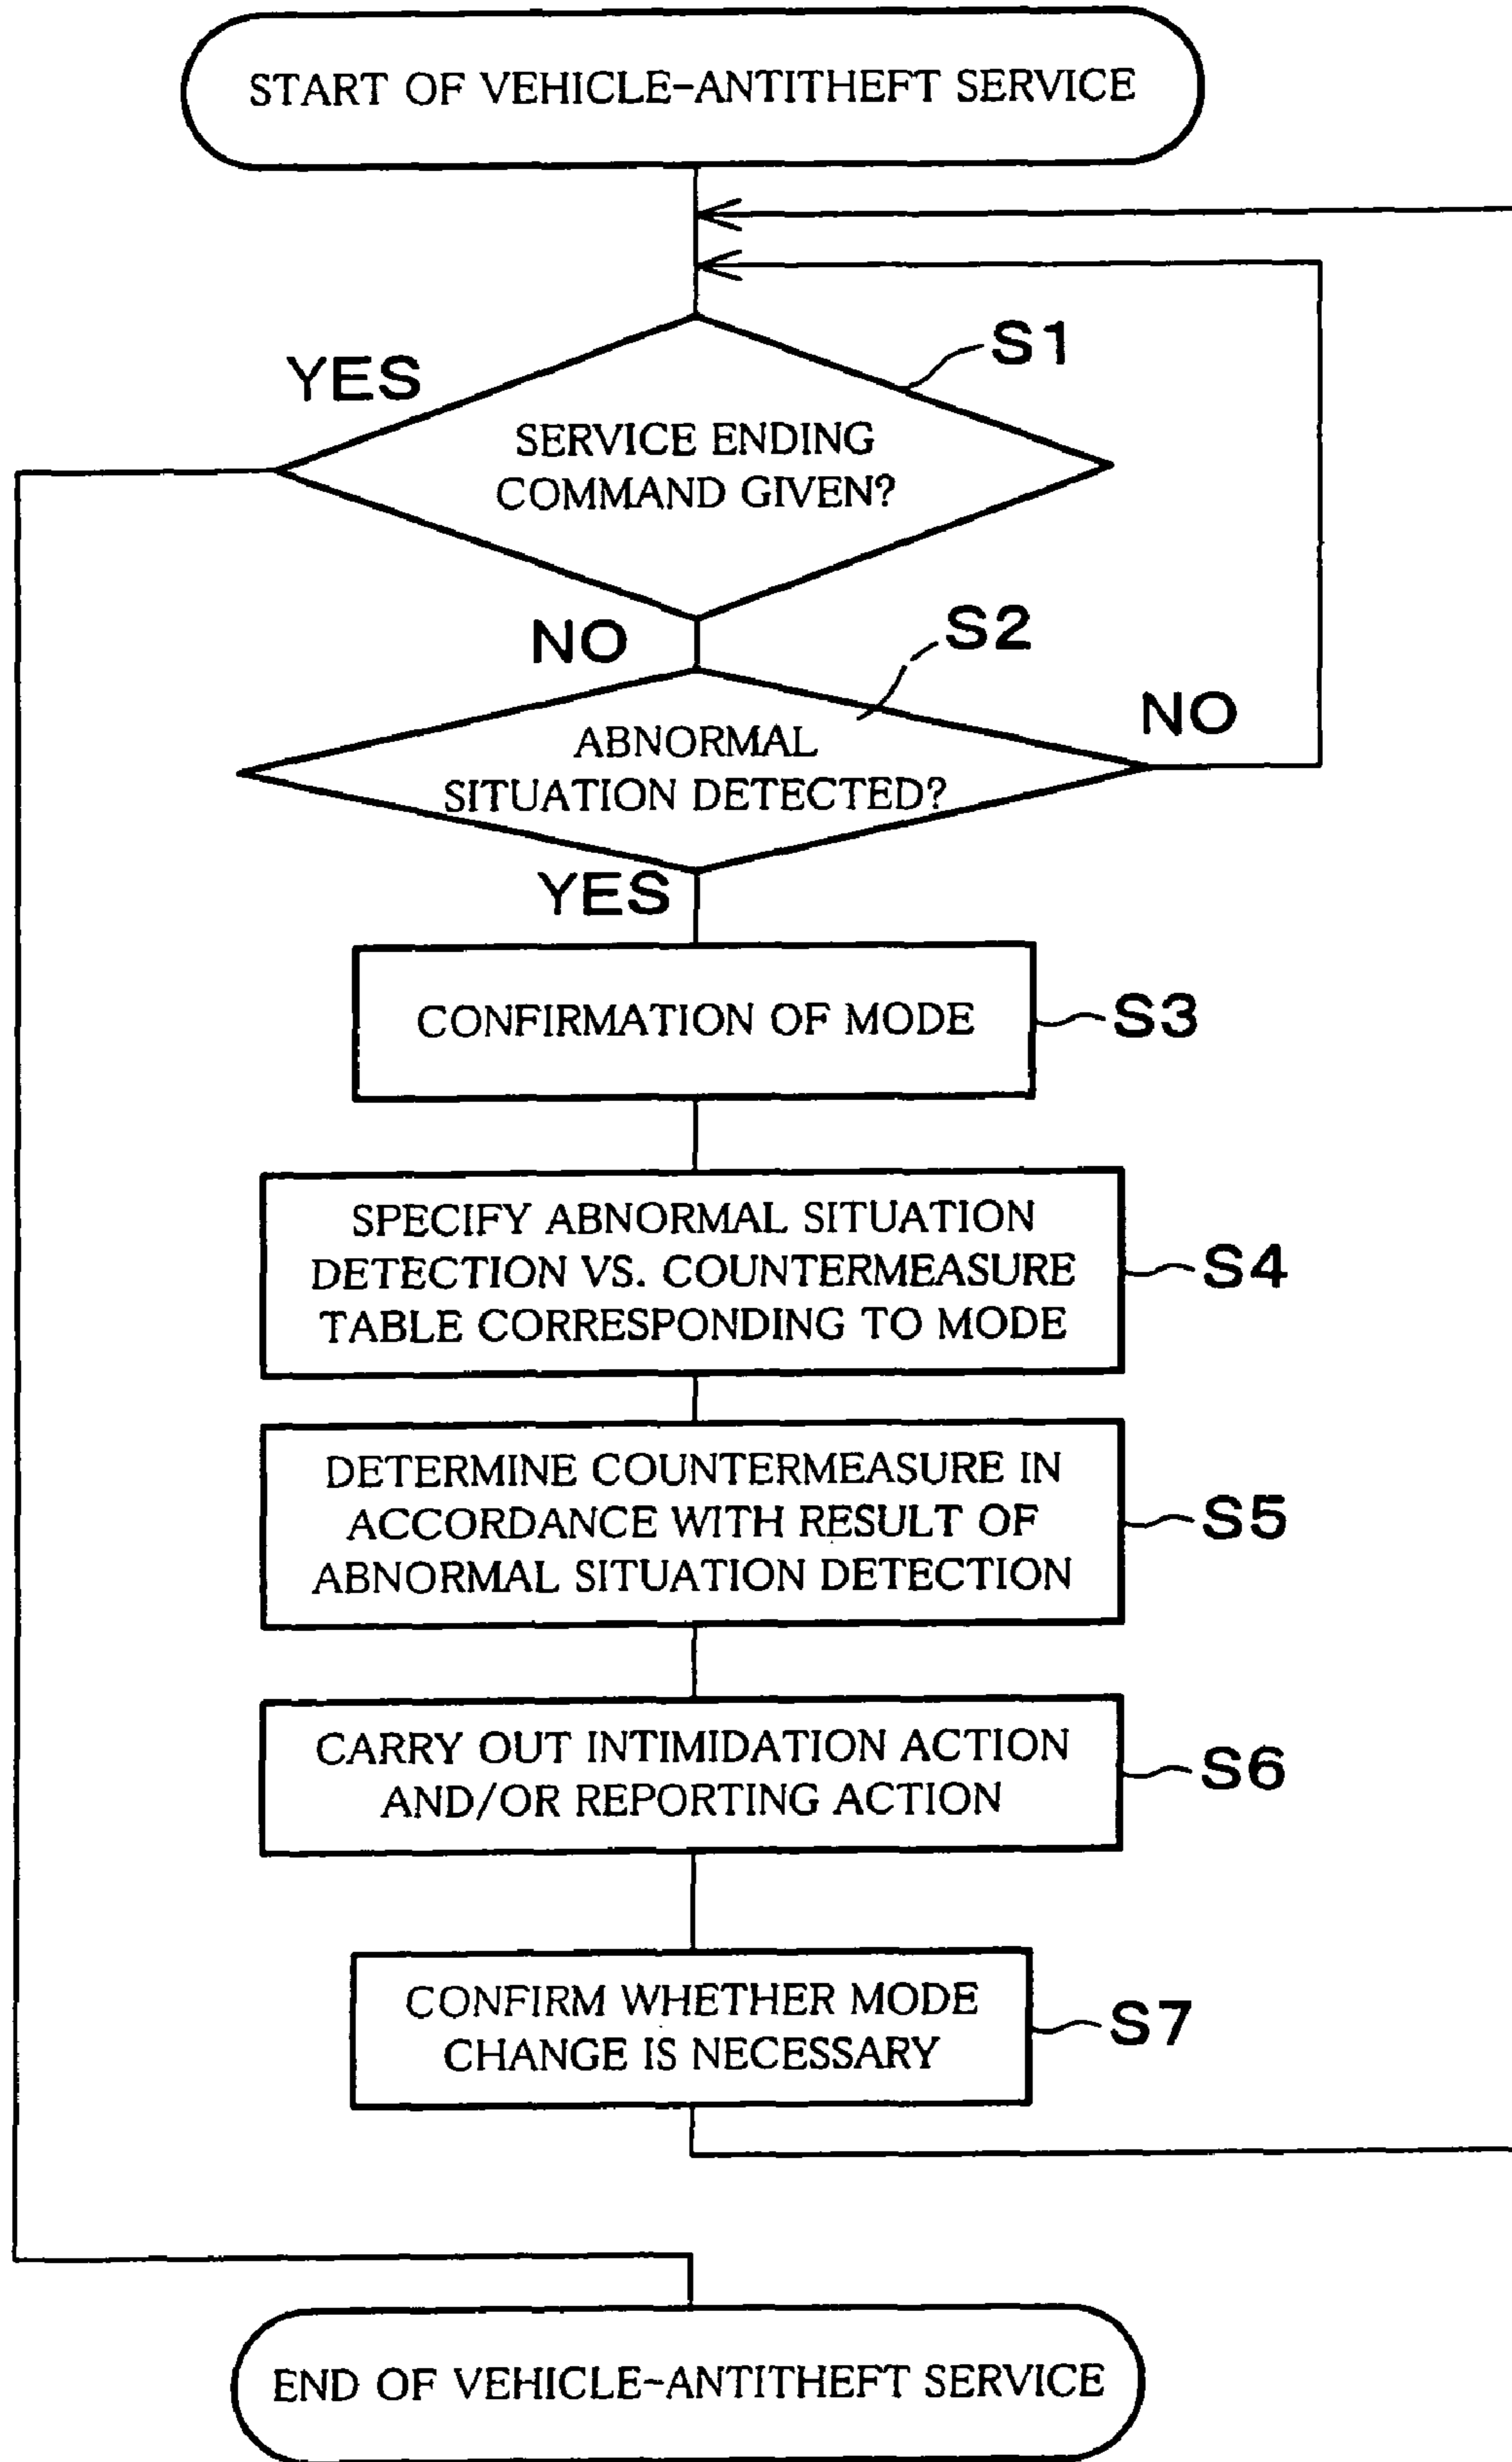 START OF VEHICLE-ANTITHEFT SERVICE
S1
YES
SERVICE ENDING
COMMAND GIVEN?
NO
S2
NO
ABNORMAL
SITUATION DETECTED?
YES
CONFIRMATION OF MODE
S3
SPECIFY ABNORMAL SITUATION
DETECTION VS. COUNTERMEASURE
TABLE CORRESPONDING TO MODE
S4
DETERMINE COUNTERMEASURE IN
ACCORDANCE WITH RESULT OF
ABNORMAL SITUATION DETECTION
S5
CARRY OUT INTIMIDATION ACTION
AND/OR REPORTING ACTION
S6
CONFIRM WHETHER MODE
CHANGE IS NECESSARY
S7
END OF VEHICLE-ANTITHEFT SERVICE